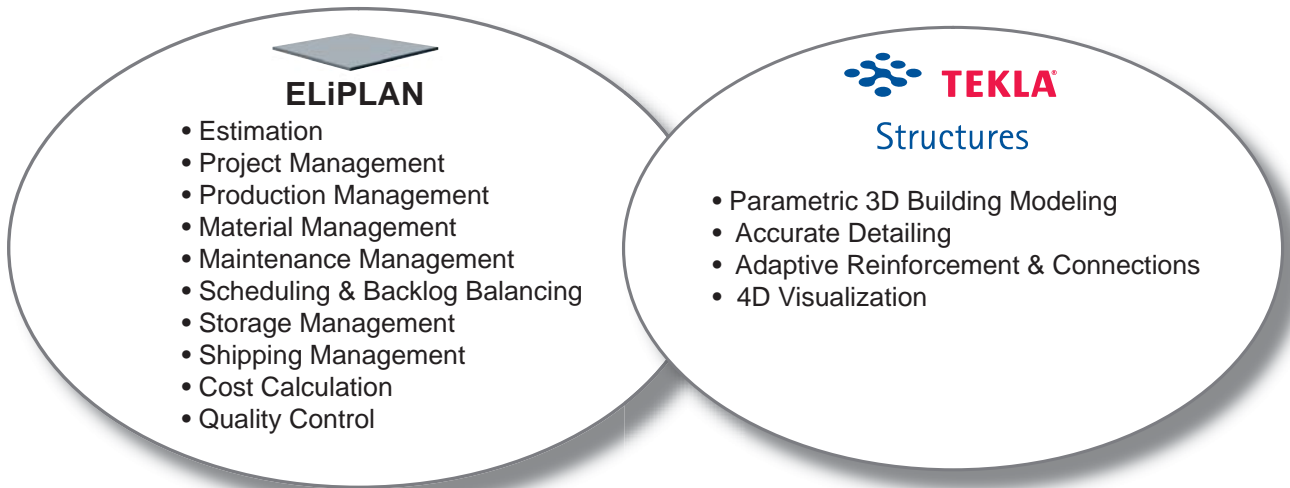 ELiPLAN
• Estimation
• Project Management
• Production Management
• Material Management
• Maintenance Management
• Scheduling & Backlog Balancing
• Storage Management
• Shipping Management
• Cost Calculation
• Quality Control
TEKLA®
Structures
• Parametric 3D Building Modeling
• Accurate Detailing
• Adaptive Reinforcement & Connections
• 4D Visualization